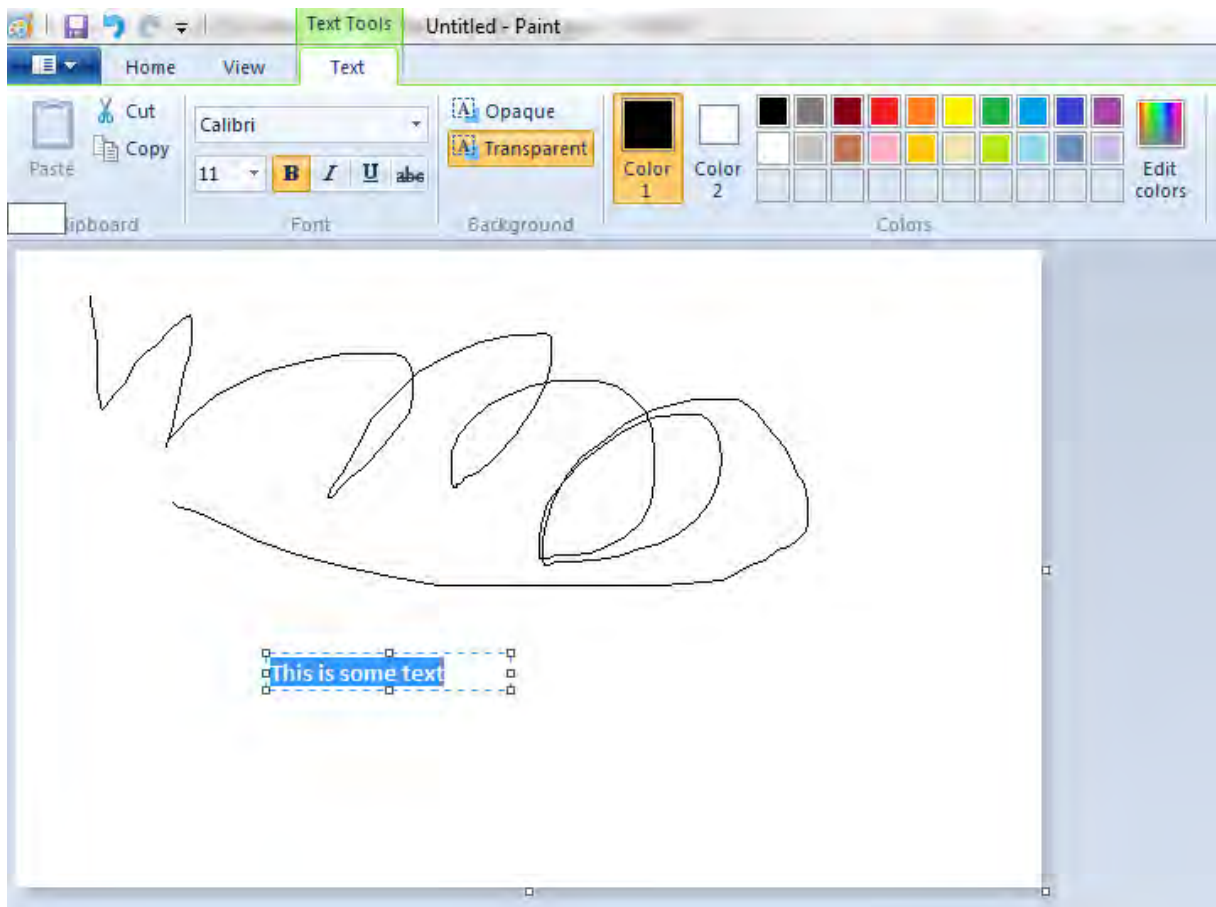 Text Tools Untitled - Paint
Home View Text
Cut
Copy
Paste
Calibri
11 B I U abc
Opaque
Transparent
Color 1
Color 2
Edit colors
Font
Background
Colors
This is some text